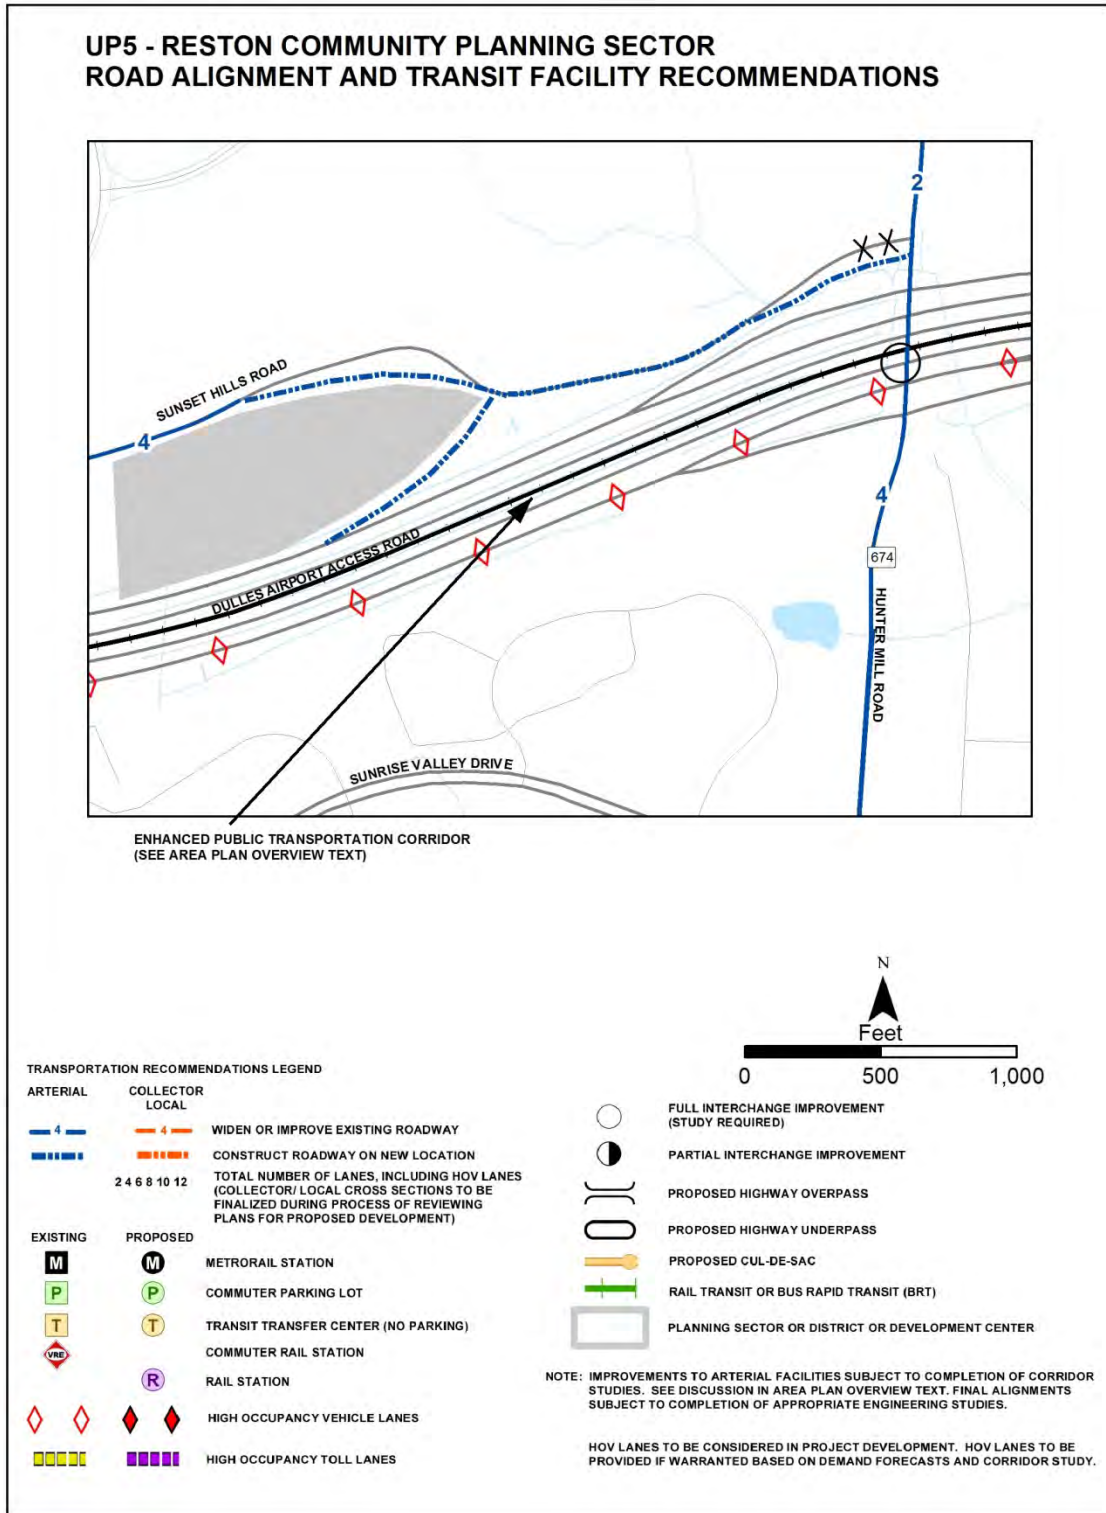 UP5 - RESTON COMMUNITY PLANNING SECTOR
ROAD ALIGNMENT AND TRANSIT FACILITY RECOMMENDATIONS
2
SUNSET HILLS ROAD
4
4
674
DULLES AIRPORT ACCESS ROAD
HUNTER MILL ROAD
SUNRISE VALLEY DRIVE
ENHANCED PUBLIC TRANSPORTATION CORRIDOR
(SEE AREA PLAN OVERVIEW TEXT)
N
Feet
0 500 1,000
TRANSPORTATION RECOMMENDATIONS LEGEND
ARTERIAL COLLECTOR
LOCAL
4 4 WIDEN OR IMPROVE EXISTING ROADWAY
CONSTRUCT ROADWAY ON NEW LOCATION
2 4 6 8 10 12 TOTAL NUMBER OF LANES, INCLUDING HOV LANES
(COLLECTOR/ LOCAL CROSS SECTIONS TO BE
FINALIZED DURING PROCESS OF REVIEWING
PLANS FOR PROPOSED DEVELOPMENT)
EXISTING PROPOSED
M M METRORAIL STATION
P P COMMUTER PARKING LOT
T T TRANSIT TRANSFER CENTER (NO PARKING)
VRE COMMUTER RAIL STATION
R RAIL STATION
HIGH OCCUPANCY VEHICLE LANES
HIGH OCCUPANCY TOLL LANES
FULL INTERCHANGE IMPROVEMENT
(STUDY REQUIRED)
PARTIAL INTERCHANGE IMPROVEMENT
PROPOSED HIGHWAY OVERPASS
PROPOSED HIGHWAY UNDERPASS
PROPOSED CUL-DE-SAC
RAIL TRANSIT OR BUS RAPID TRANSIT (BRT)
PLANNING SECTOR OR DISTRICT OR DEVELOPMENT CENTER
NOTE: IMPROVEMENTS TO ARTERIAL FACILITIES SUBJECT TO COMPLETION OF CORRIDOR
STUDIES. SEE DISCUSSION IN AREA PLAN OVERVIEW TEXT. FINAL ALIGNMENTS
SUBJECT TO COMPLETION OF APPROPRIATE ENGINEERING STUDIES.
HOV LANES TO BE CONSIDERED IN PROJECT DEVELOPMENT. HOV LANES TO BE
PROVIDED IF WARRANTED BASED ON DEMAND FORECASTS AND CORRIDOR STUDY.